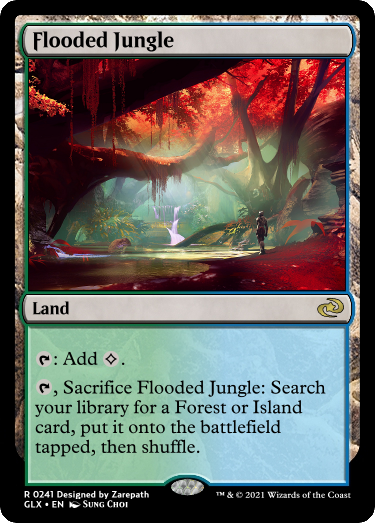 Flooded Jungle
Land
: Add .
, Sacrifice Flooded Jungle: Search
your library for a Forest or Island
card, put it onto the battlefield
tapped, then shuffle.
R 0241 Designed by Zarepath
GLX • EN Sung Choi
™ & © 2021 Wizards of the Coast